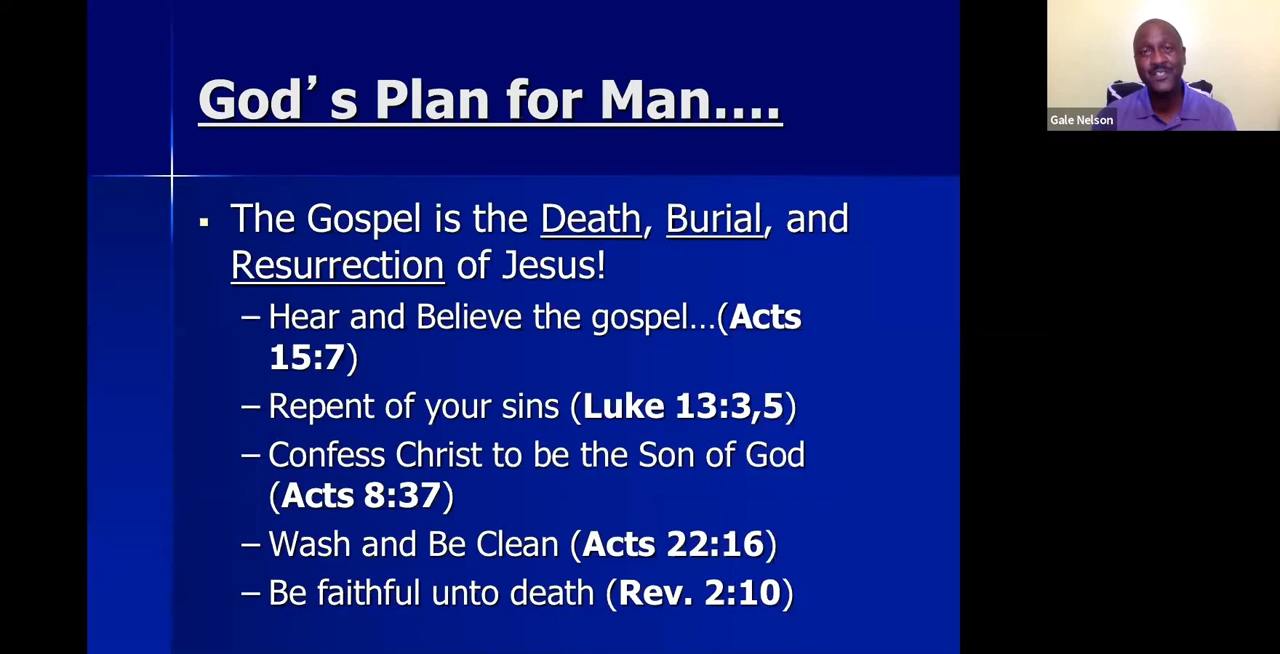 God’s Plan for Man....
▪ The Gospel is the Death, Burial, and
Resurrection of Jesus!
– Hear and Believe the gospel…(Acts
15:7)
– Repent of your sins (Luke 13:3,5)
– Confess Christ to be the Son of God
(Acts 8:37)
– Wash and Be Clean (Acts 22:16)
– Be faithful unto death (Rev. 2:10)
Gale Nelson